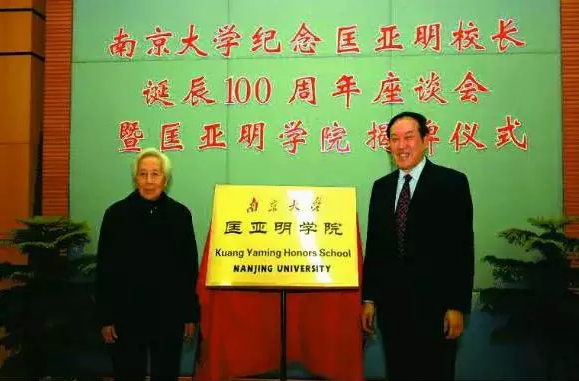 南京大学纪念匡亚明校长
诞辰100周年座谈会
暨匡亚明学院揭牌仪式
南京大学
匡亚明学院
Kuang Yaming Honors School
NANJING UNIVERSITY